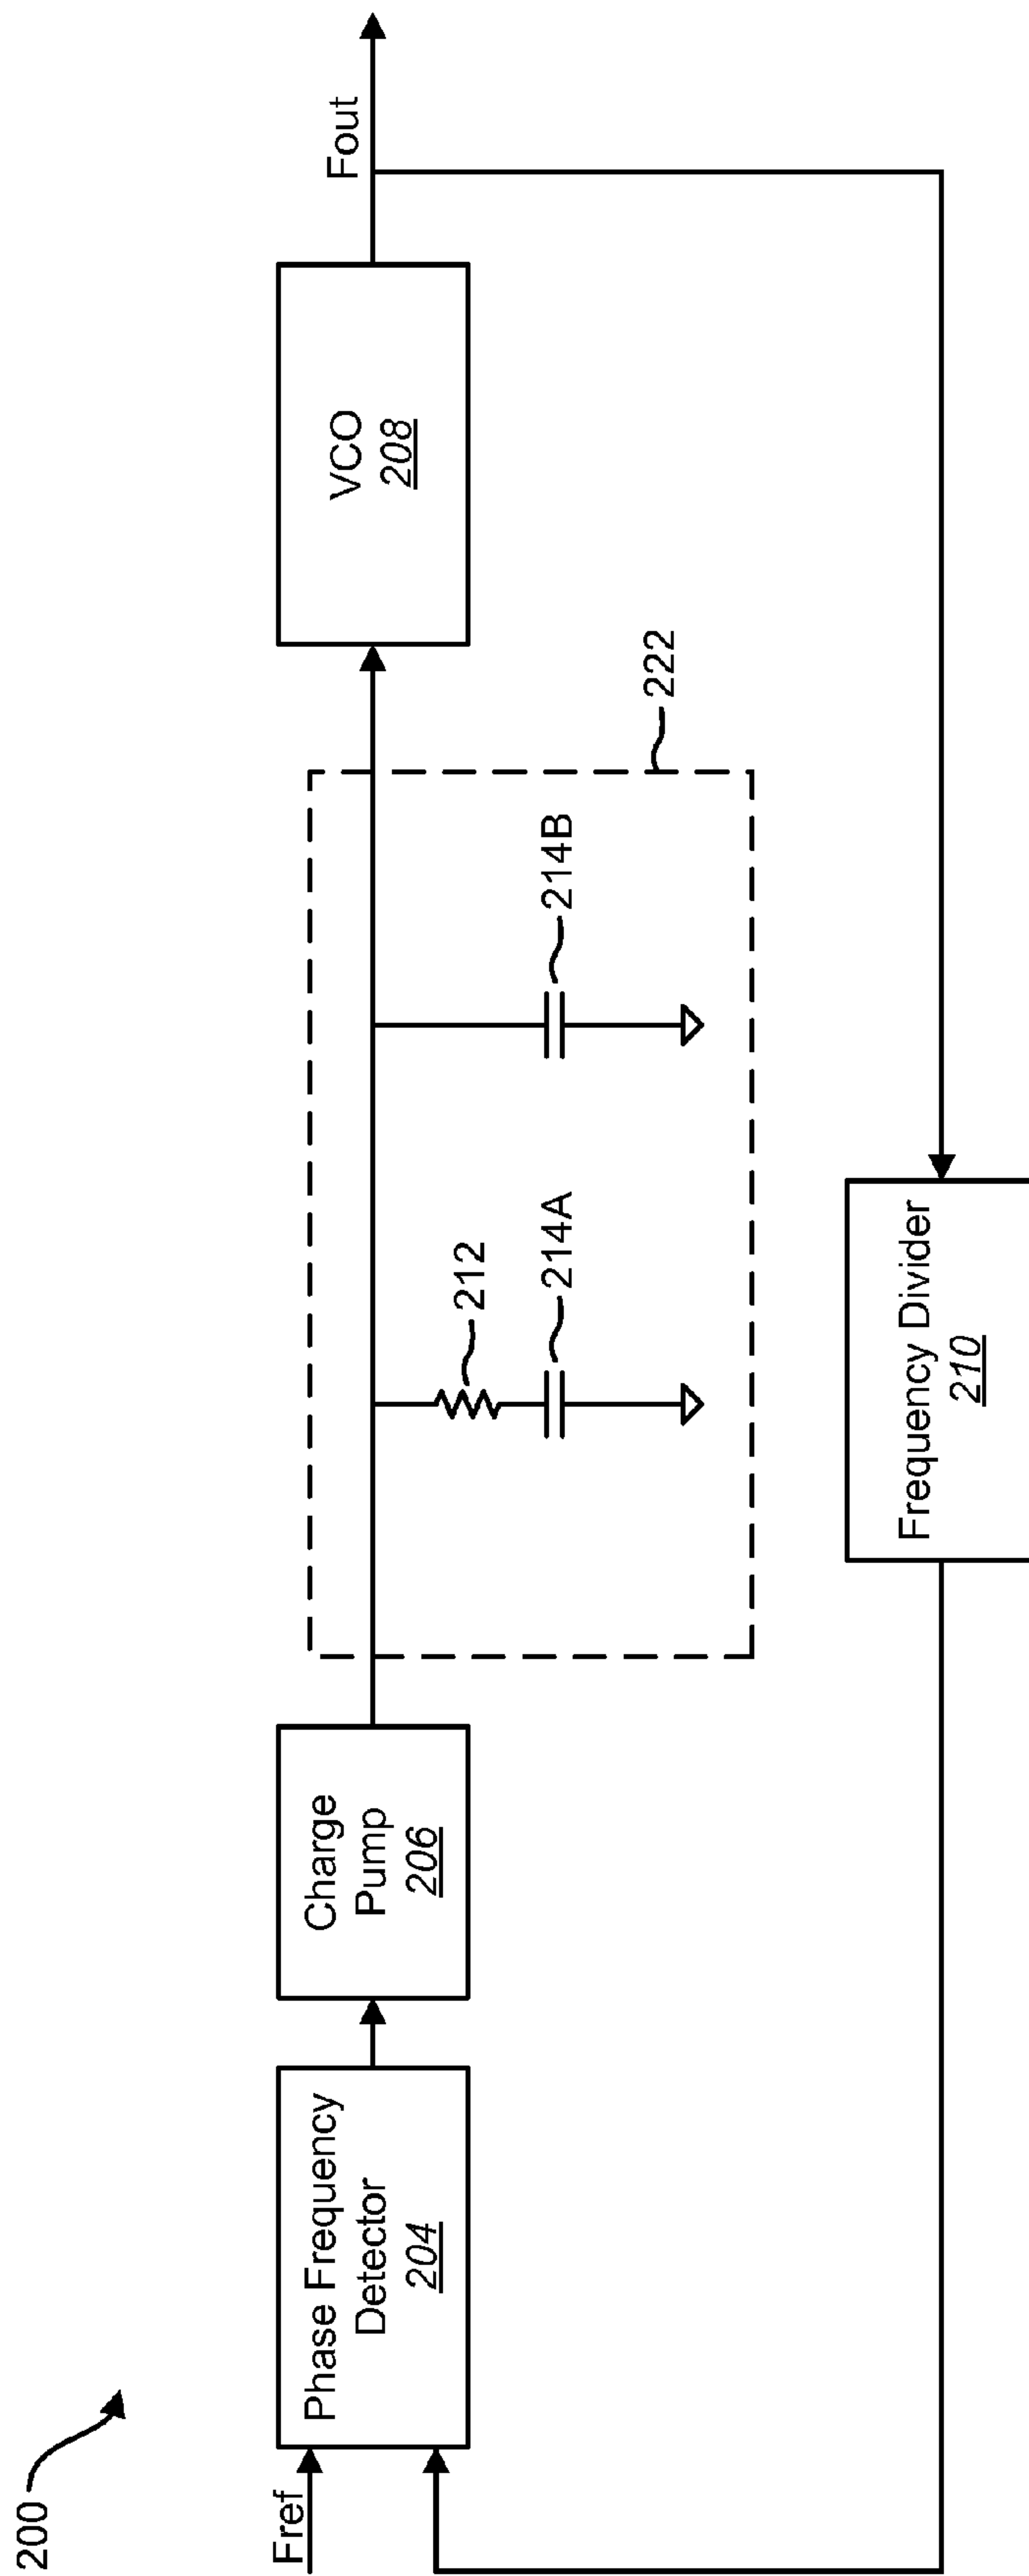 200
Fref
Phase Frequency
Detector
204
Charge
Pump
206
212
214A
214B
222
VCO
208
Fout
Frequency Divider
210